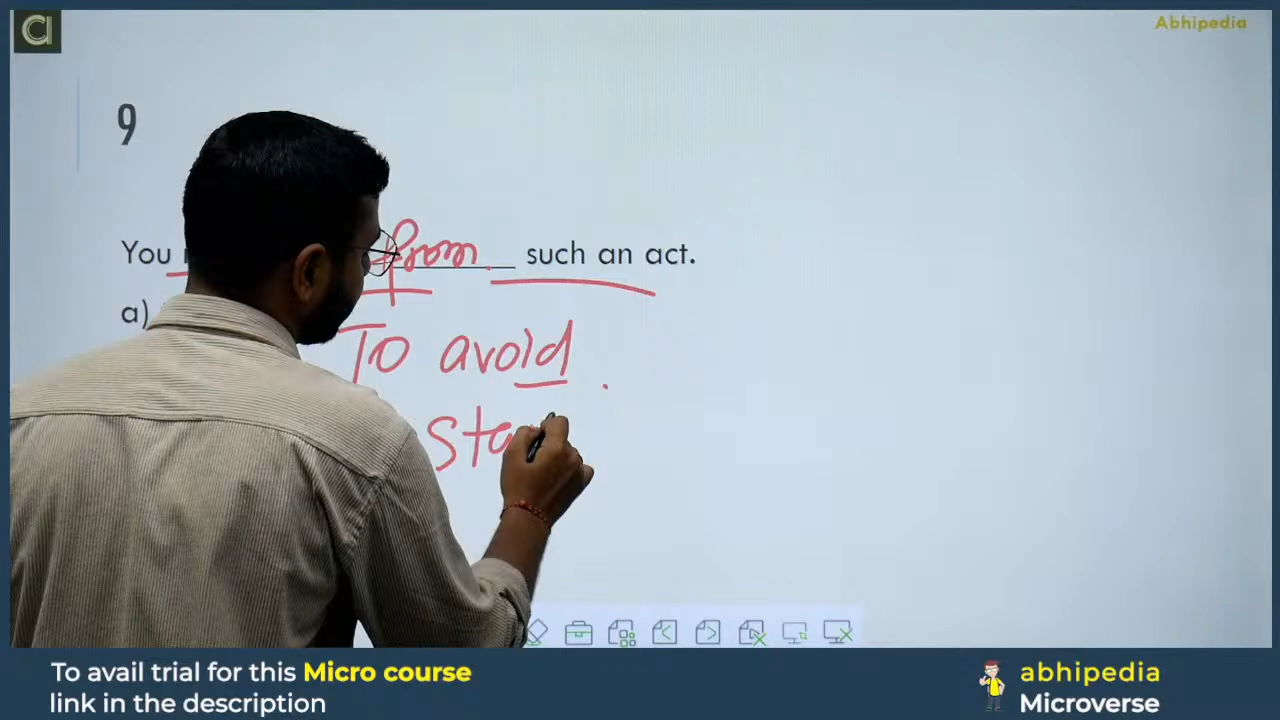 Abhipedia
9
You from such an act.
a)
To avoid
To avail trial for this Micro course
link in the description
abhipedia
Microverse